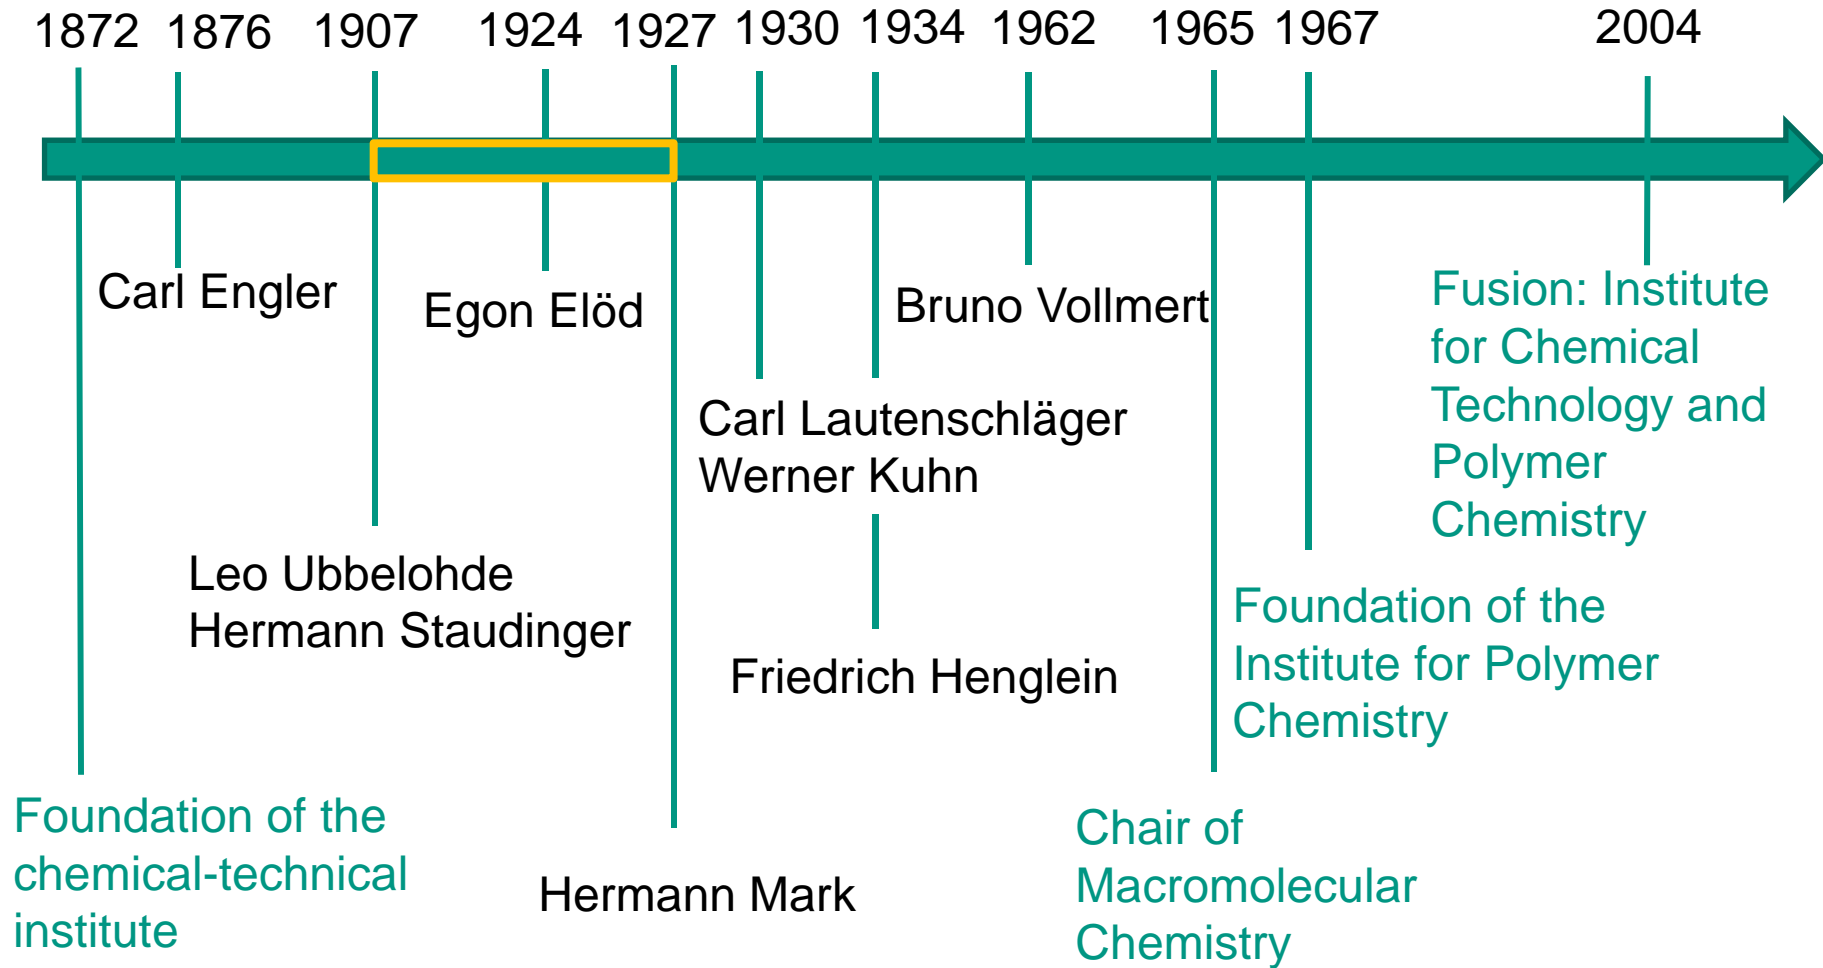 1872 1876 1907 1924 1927 1930 1934 1962 1965 1967 2004
Carl Engler
Egon Elöd
Bruno Vollmert
Fusion: Institute
for Chemical
Technology and
Polymer
Chemistry
Carl Lautenschläger
Werner Kuhn
Leo Ubbelohde
Hermann Staudinger
Friedrich Henglein
Foundation of the
Institute for Polymer
Chemistry
Foundation of the
chemical-technical
institute
Hermann Mark
Chair of
Macromolecular
Chemistry